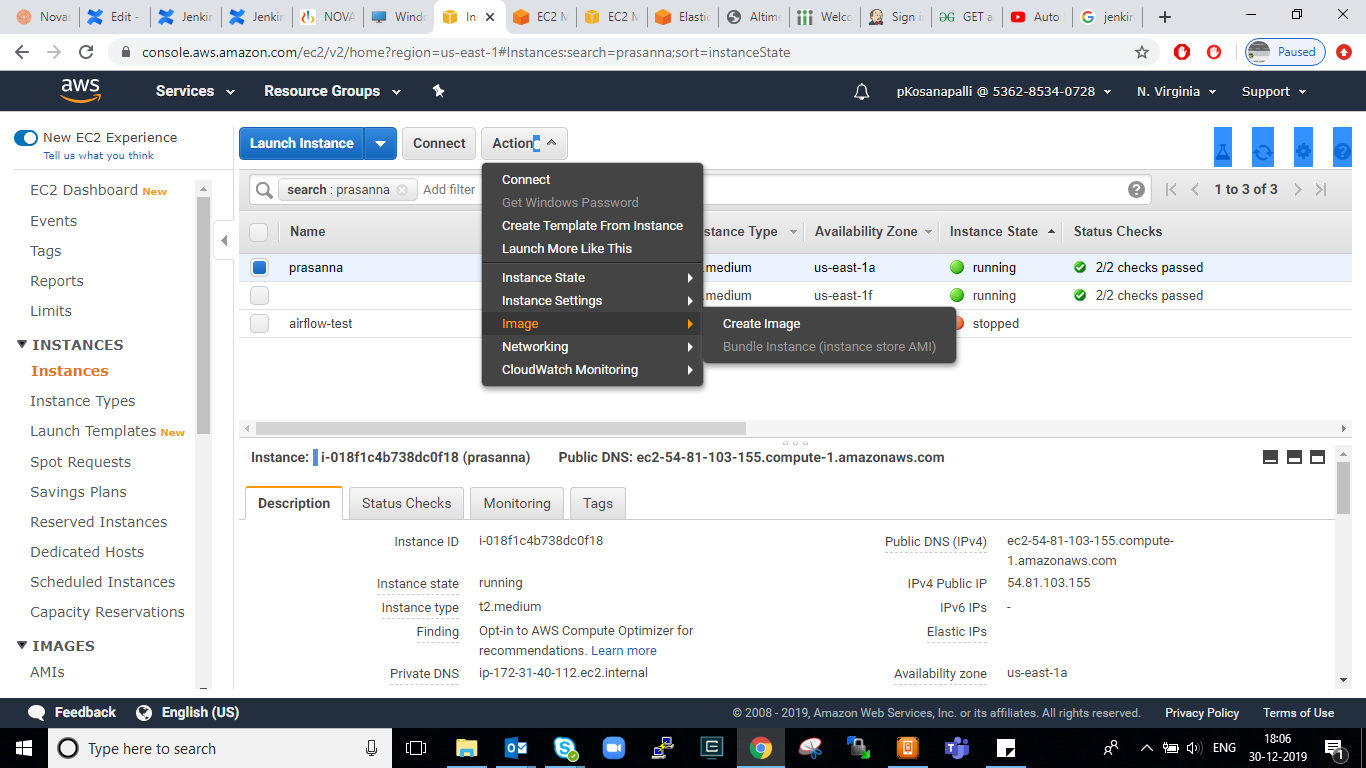 Novar
Edit -
Jenkin
Jenkin
NOVA
Windo
Ins
EC2 M
EC2 M
Elastic
Altime
Welco
Sign i
GET a
Auto
jenkin
console.aws.amazon.com/ec2/v2/home?region=us-east-1#Instances:search=prasanna;sort=instanceState
Paused
aws
Services
Resource Groups
pKosanapalli @ 5362-8534-0728
N. Virginia
Support
New EC2 Experience
Tell us what you think
EC2 Dashboard New
Events
Tags
Reports
Limits
INSTANCES
Instances
Instance Types
Launch Templates New
Spot Requests
Savings Plans
Reserved Instances
Dedicated Hosts
Scheduled Instances
Capacity Reservations
IMAGES
AMIs
Launch Instance
Connect
Actions
search : prasanna
Add filter
1 to 3 of 3
Connect
Get Windows Password
Create Template From Instance
Launch More Like This
Instance State
Instance Settings
Image
Networking
CloudWatch Monitoring
Create Image
Bundle Instance (instance store AMI)
Name
stance Type
Availability Zone
Instance State
Status Checks
prasanna
.medium
us-east-1a
running
2/2 checks passed
.medium
us-east-1f
running
2/2 checks passed
airflow-test
stopped
Instance: i-018f1c4b738dc0f18 (prasanna)
Public DNS: ec2-54-81-103-155.compute-1.amazonaws.com
Description
Status Checks
Monitoring
Tags
Instance ID
i-018f1c4b738dc0f18
Instance state
running
Instance type
t2.medium
Finding
Opt-in to AWS Compute Optimizer for
recommendations. Learn more
Private DNS
ip-172-31-40-112.ec2.internal
Public DNS (IPv4)
ec2-54-81-103-155.compute-
1.amazonaws.com
IPv4 Public IP
54.81.103.155
IPv6 IPs
-
Elastic IPs
Availability zone
us-east-1a
Feedback
English (US)
© 2008 - 2019, Amazon Web Services, Inc. or its affiliates. All rights reserved.
Privacy Policy
Terms of Use
Type here to search
ENG
18:06
30-12-2019
1